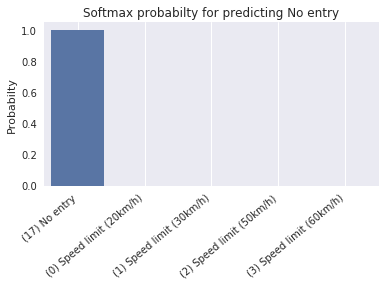 Softmax probabilty for predicting No entry
Probabilty
1.0
0.8
0.6
0.4
0.2
0.0
(17) No entry
(0) Speed limit (20km/h)
(1) Speed limit (30km/h)
(2) Speed limit (50km/h)
(3) Speed limit (60km/h)